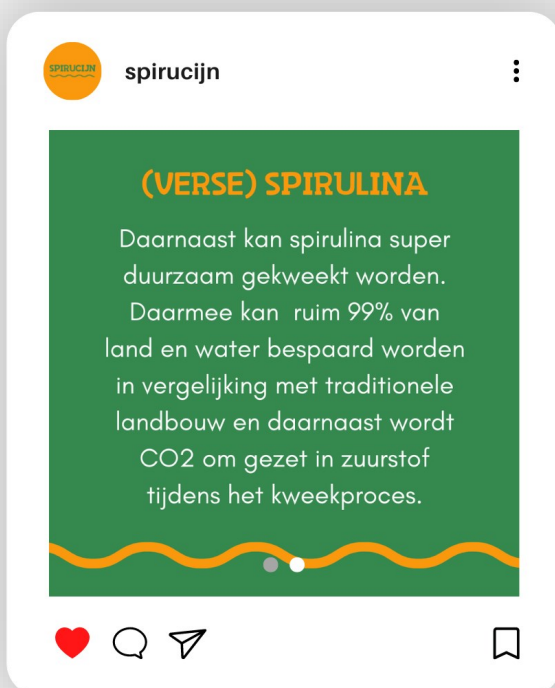 SPIRUCIJN
spirucijn
(VERSE) SPIRULINA
Daarnaast kan spirulina super
duurzaam gekweekt worden.
Daarmee kan  ruim 99% van
land en water bespaard worden
in vergelijking met traditionele
landbouw en daarnaast wordt
CO2 om gezet in zuurstof
tijdens het kweekproces.